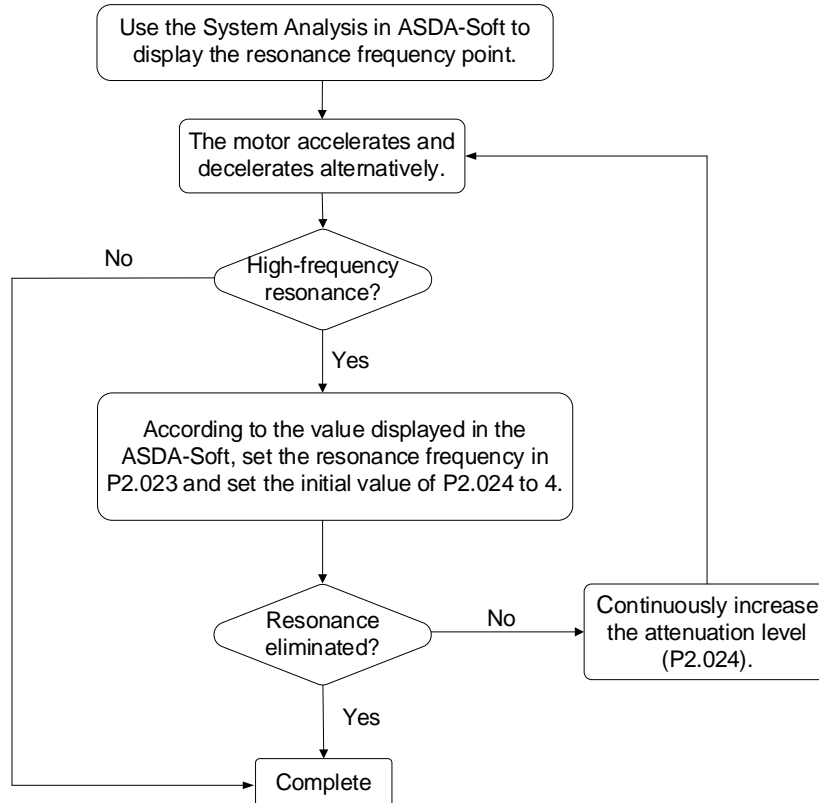 Use the System Analysis in ASDA-Soft to
display the resonance frequency point.
The motor accelerates and
decelerates alternatively.
No
High-frequency
resonance?
Yes
According to the value displayed in the
ASDA-Soft, set the resonance frequency in
P2.023 and set the initial value of P2.024 to 4.
Resonance
eliminated?
No
Continuously increase
the attenuation level
(P2.024).
Yes
Complete